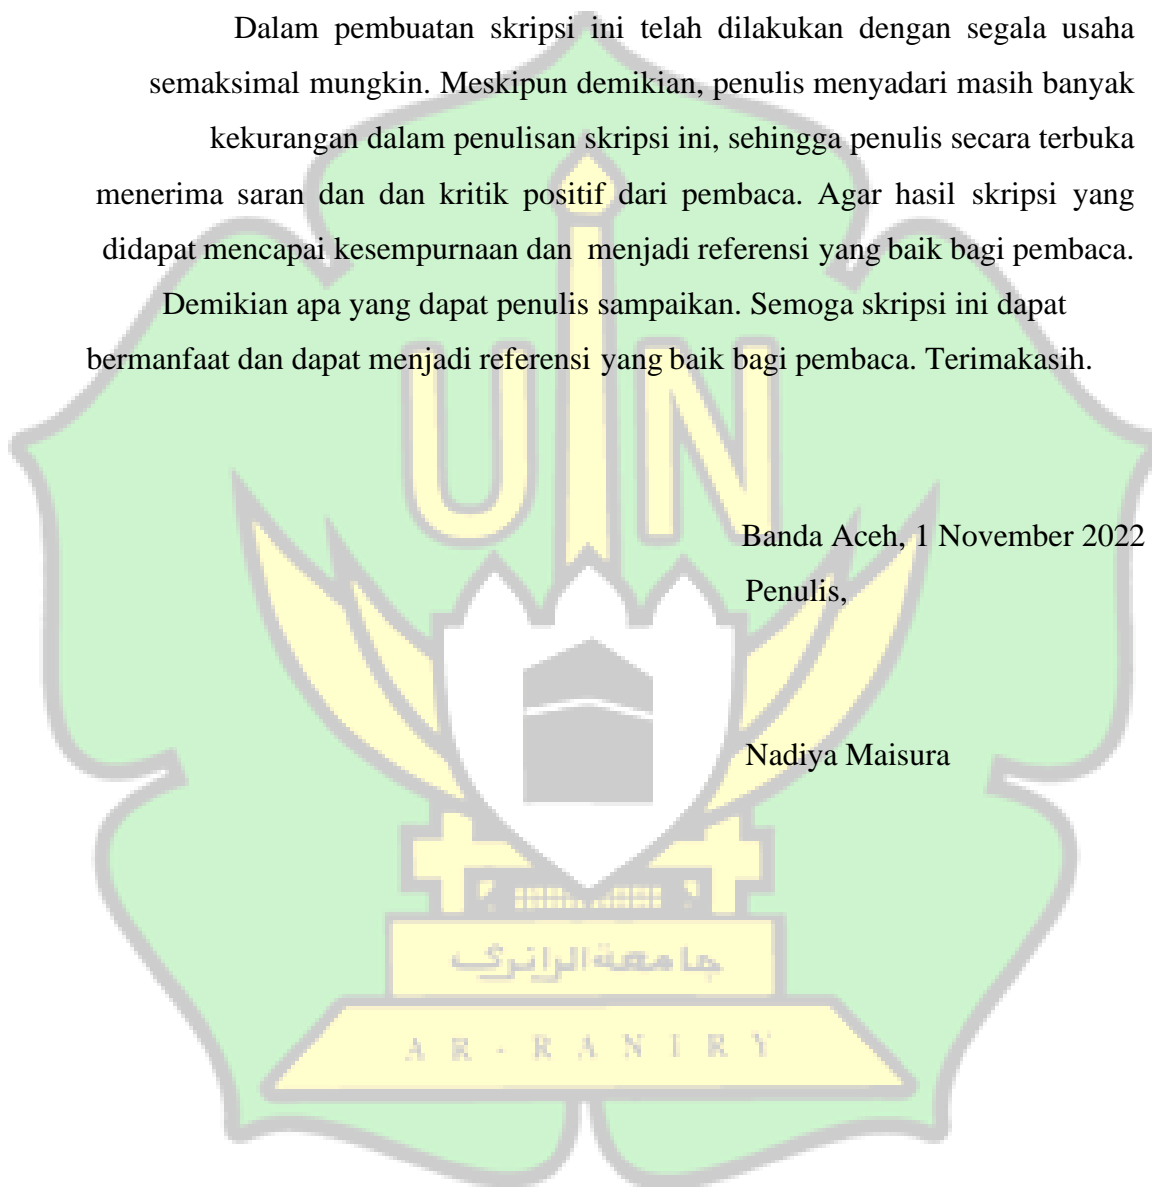 Dalam pembuatan skripsi ini telah dilakukan dengan segala usaha
semaksimal mungkin. Meskipun demikian, penulis menyadari masih banyak
kekurangan dalam penulisan skripsi ini, sehingga penulis secara terbuka
menerima saran dan dan kritik positif dari pembaca. Agar hasil skripsi yang
didapat mencapai kesempurnaan dan menjadi referensi yang baik bagi pembaca.
Demikian apa yang dapat penulis sampaikan. Semoga skripsi ini dapat
bermanfaat dan dapat menjadi referensi yang baik bagi pembaca. Terimakasih.
UIN
Banda Aceh, 1 November 2022
Penulis,
Nadiya Maisura
جامعة الرانري
AR-RANIRY